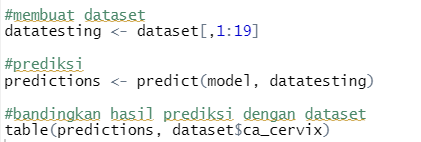 #membuat dataset
datatesting <- dataset[,1:19]
#prediksi
predictions <- predict(model, datatesting)
#bandingkan hasil prediksi dengan dataset
table(predictions, dataset$ca_cervix)